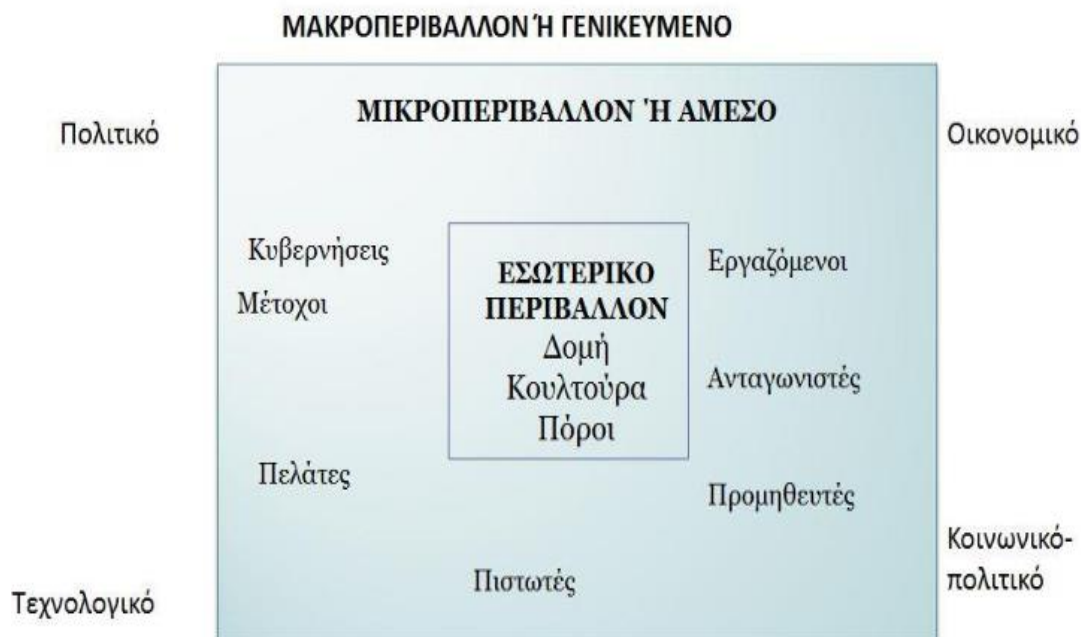 ΜΑΚΡΟΠΕΡΙΒΑΛΛΟΝ Ή ΓΕΝΙΚΕΥΜΕΝΟ
ΜΙΚΡΟΠΕΡΙΒΑΛΛΟΝ Ή ΑΜΕΣΟ
Πολιτικό
Οικονομικό
Κυβερνήσεις
Μέτοχοι
ΕΣΩΤΕΡΙΚΟ
ΠΕΡΙΒΑΛΛΟΝ
Δομή
Κουλτούρα
Πόροι
Εργαζόμενοι
Ανταγωνιστές
Πελάτες
Προμηθευτές
Πιστωτές
Τεχνολογικό
Κοινωνικό-
πολιτικό